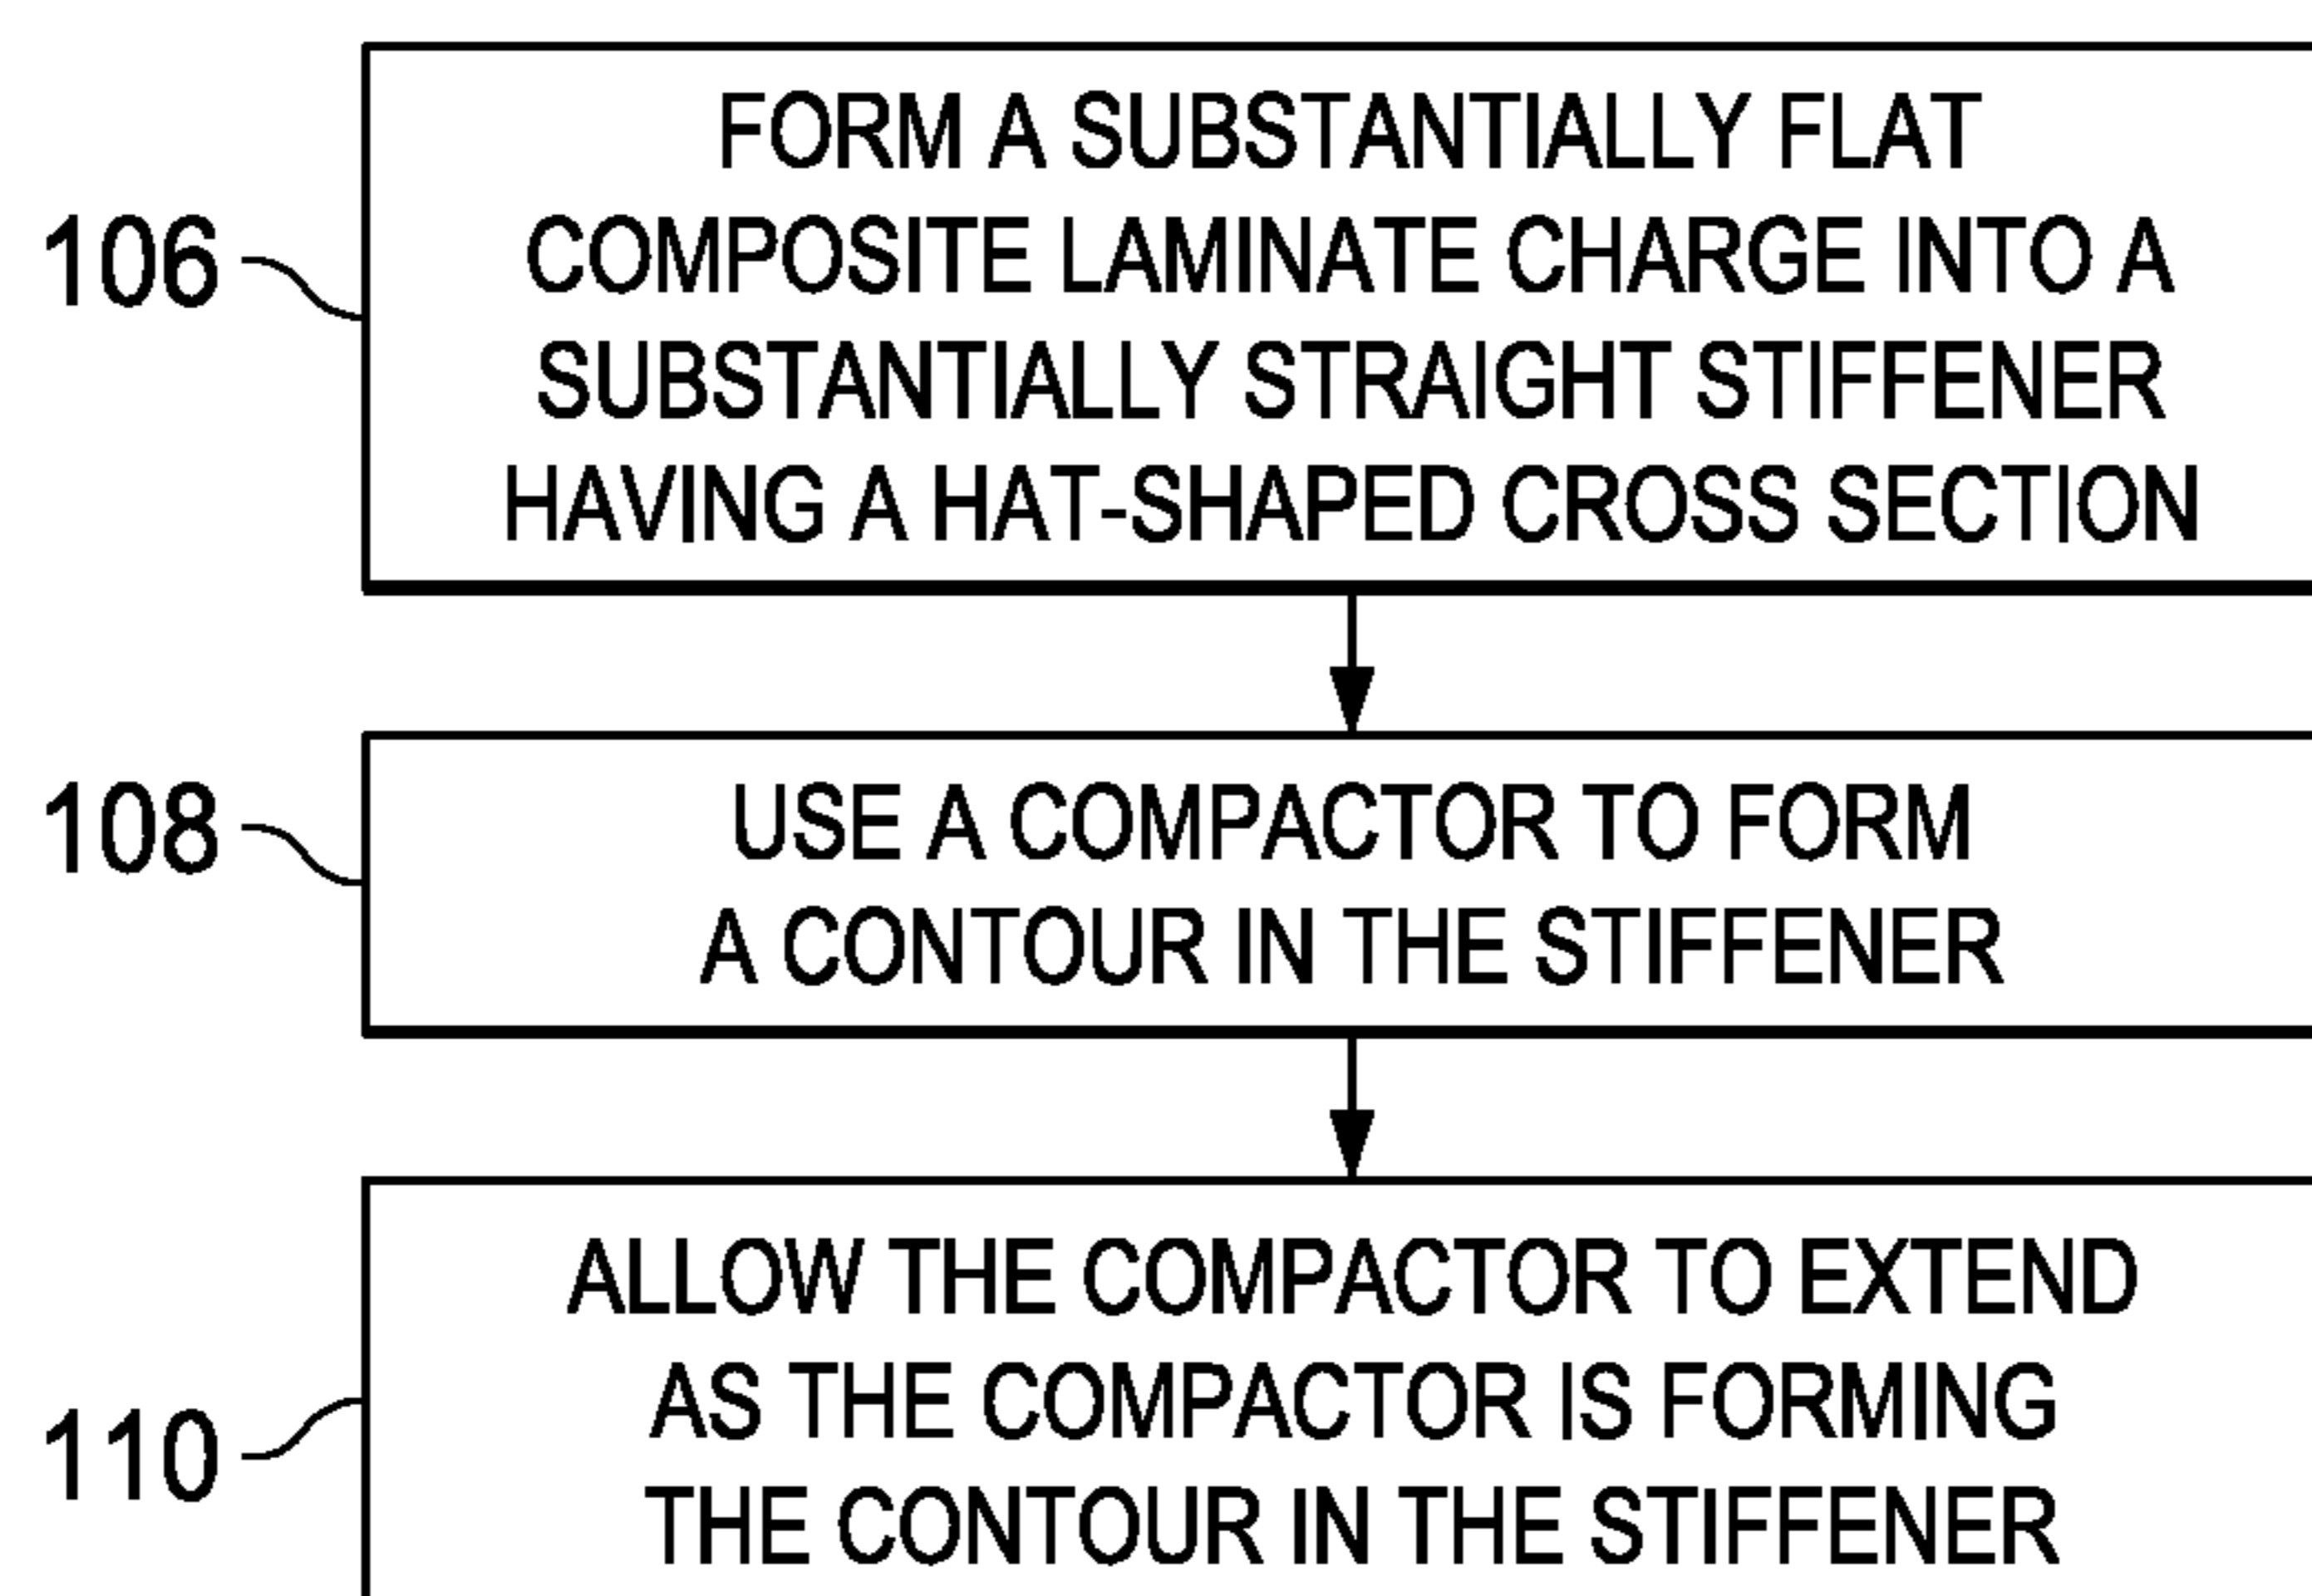 106
FORM A SUBSTANTIALLY FLAT
COMPOSITE LAMINATE CHARGE INTO A
SUBSTANTIALLY STRAIGHT STIFFENER
HAVING A HAT-SHAPED CROSS SECTION
108
USE A COMPACTOR TO FORM
A CONTOUR IN THE STIFFENER
110
ALLOW THE COMPACTOR TO EXTEND
AS THE COMPACTOR IS FORMING
THE CONTOUR IN THE STIFFENER